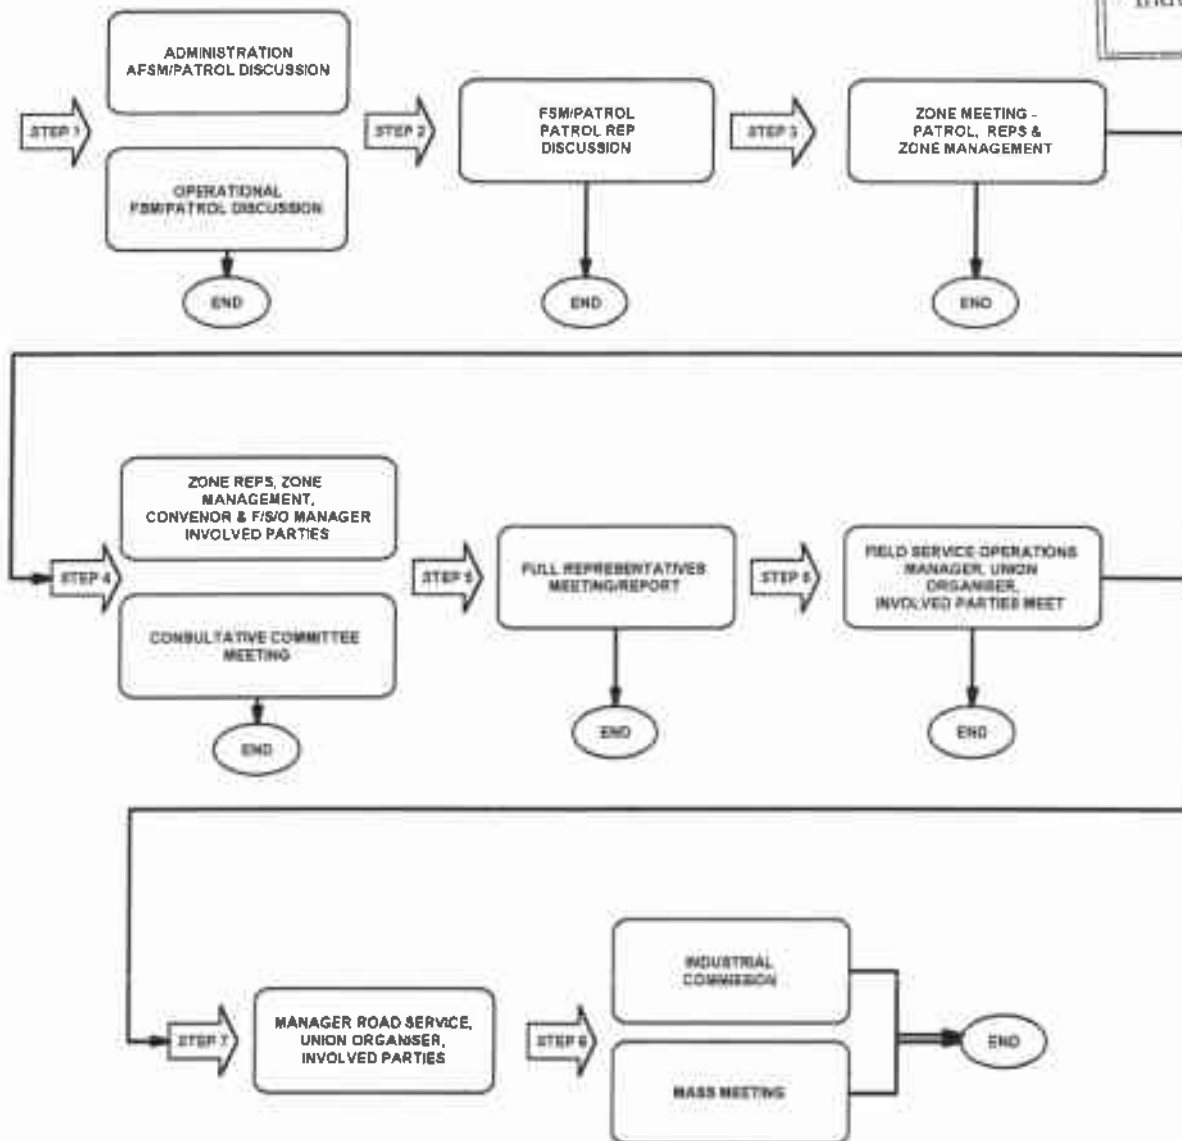 ADMINISTRATION
AFSM/PATROL DISCUSSION
STEP 1
OPERATIONAL
FSM/PATROL DISCUSSION
END
STEP 2
FSM/PATROL
PATROL REP
DISCUSSION
END
STEP 3
ZONE MEETING -
PATROL, REPS &
ZONE MANAGEMENT
END
ZONE REPS, ZONE
MANAGEMENT,
CONVENOR & F/S/O MANAGER
INVOLVED PARTIES
STEP 4
CONSULTATIVE COMMITTEE
MEETING
END
STEP 5
FULL REPRESENTATIVES
MEETING/REPORT
END
STEP 6
FIELD SERVICE OPERATIONS
MANAGER, UNION
ORGANISER,
INVOLVED PARTIES MEET
END
STEP 7
MANAGER ROAD SERVICE,
UNION ORGANISER,
INVOLVED PARTIES
STEP 8
INDUSTRIAL
COMMISSION
MASS MEETING
END